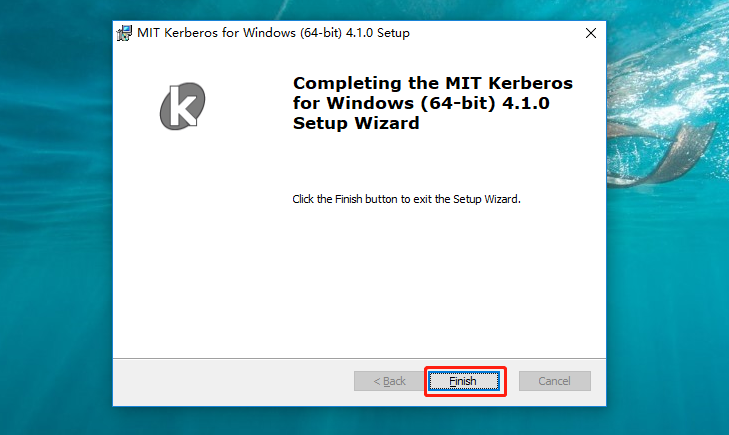 MIT Kerberos for Windows (64-bit) 4.1.0 Setup
k
Completing the MIT Kerberos
for Windows (64-bit) 4.1.0
Setup Wizard
Click the Finish button to exit the Setup Wizard.
< Back Finish Cancel